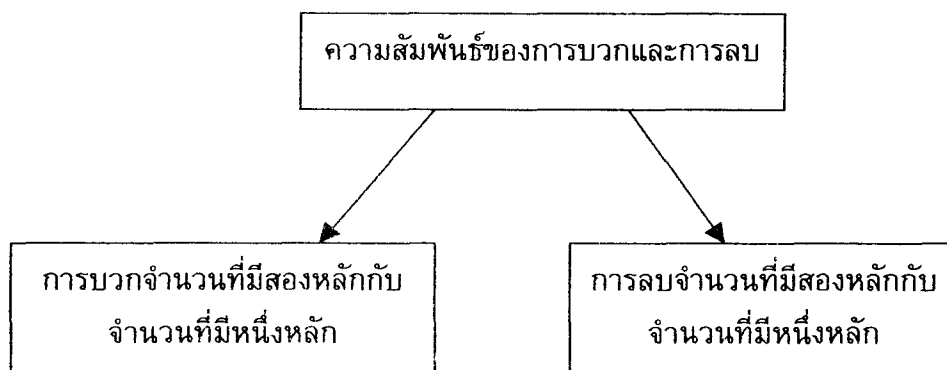 ความสัมพันธ์ของการบวกและการลบ
การบวกจำนวนที่มีสองหลักกับ
จำนวนที่มีหนึ่งหลัก
การลบจำนวนที่มีสองหลักกับ
จำนวนที่มีหนึ่งหลัก